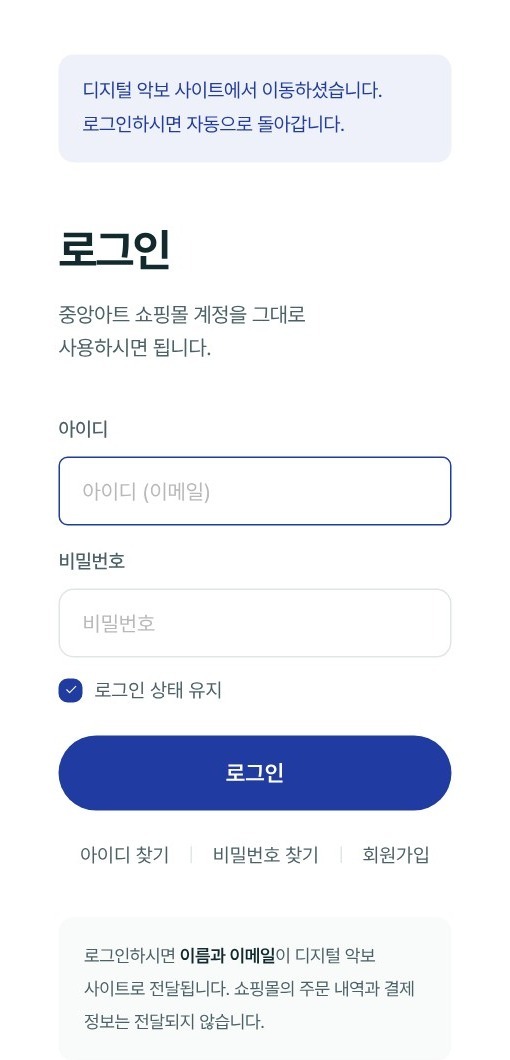 디지털 악보 사이트에서 이동하셨습니다.
로그인하시면 자동으로 돌아갑니다.
로그인
중앙아트 쇼핑몰 계정을 그대로
사용하시면 됩니다.
아이디
아이디 (이메일)
비밀번호
비밀번호
로그인 상태 유지
로그인
아이디 찾기 | 비밀번호 찾기 | 회원가입
로그인하시면 이름과 이메일이 디지털 악보
사이트로 전달됩니다. 쇼핑몰의 주문 내역과 결제
정보는 전달되지 않습니다.